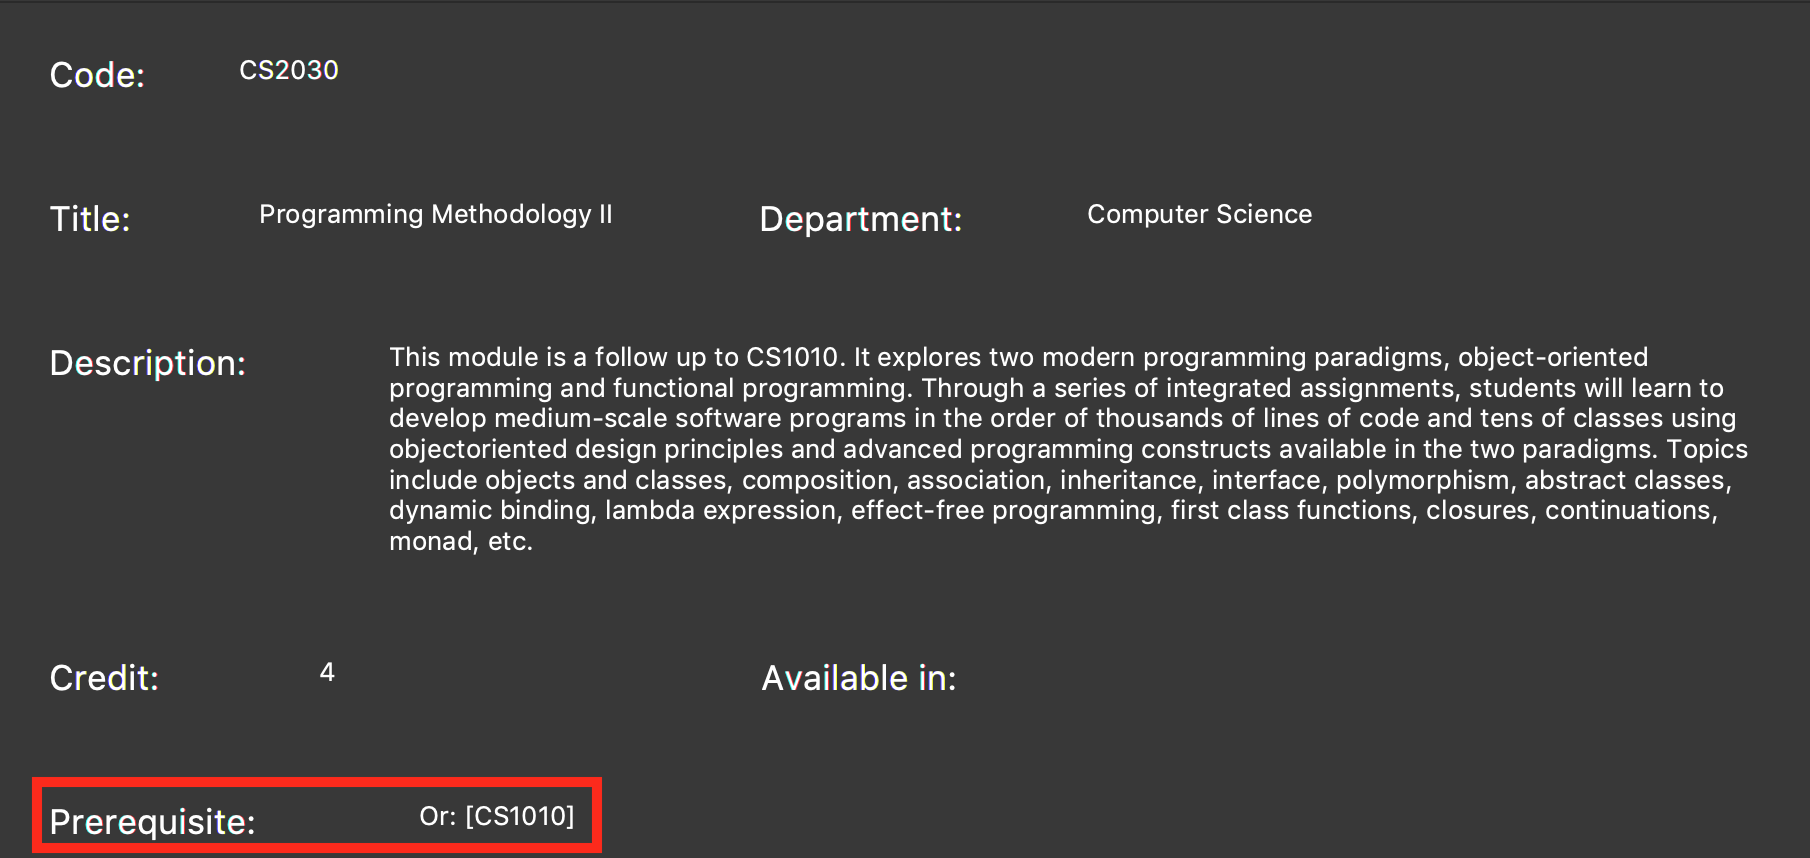 Code: CS2030
Title: Programming Methodology II Department: Computer Science
Description: This module is a follow up to CS1010. It explores two modern programming paradigms, object-oriented
programming and functional programming. Through a series of integrated assignments, students will learn to
develop medium-scale software programs in the order of thousands of lines of code and tens of classes using
objectoriented design principles and advanced programming constructs available in the two paradigms. Topics
include objects and classes, composition, association, inheritance, interface, polymorphism, abstract classes,
dynamic binding, lambda expression, effect-free programming, first class functions, closures, continuations,
monad, etc.
Credit: 4 Available in:
Prerequisite: Or: [CS1010]